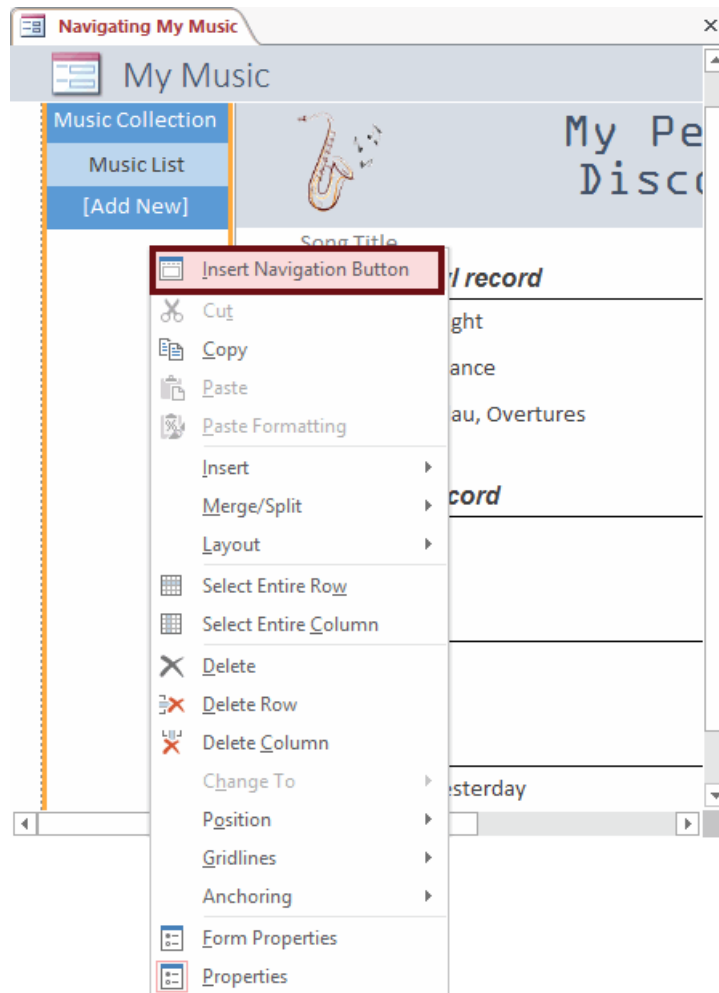 Navigating My Music
My Music
Music Collection
Music List
[Add New]
My Pe
Disco
Song Title
Insert Navigation Button
yl record
Cut
ght
Copy
ance
Paste
au, Overtures
Paste Formatting
Insert
Merge/Split
cord
Layout
Select Entire Row
Select Entire Column
Delete
Delete Row
Delete Column
Change To
esterday
Position
Gridlines
Anchoring
Form Properties
Properties